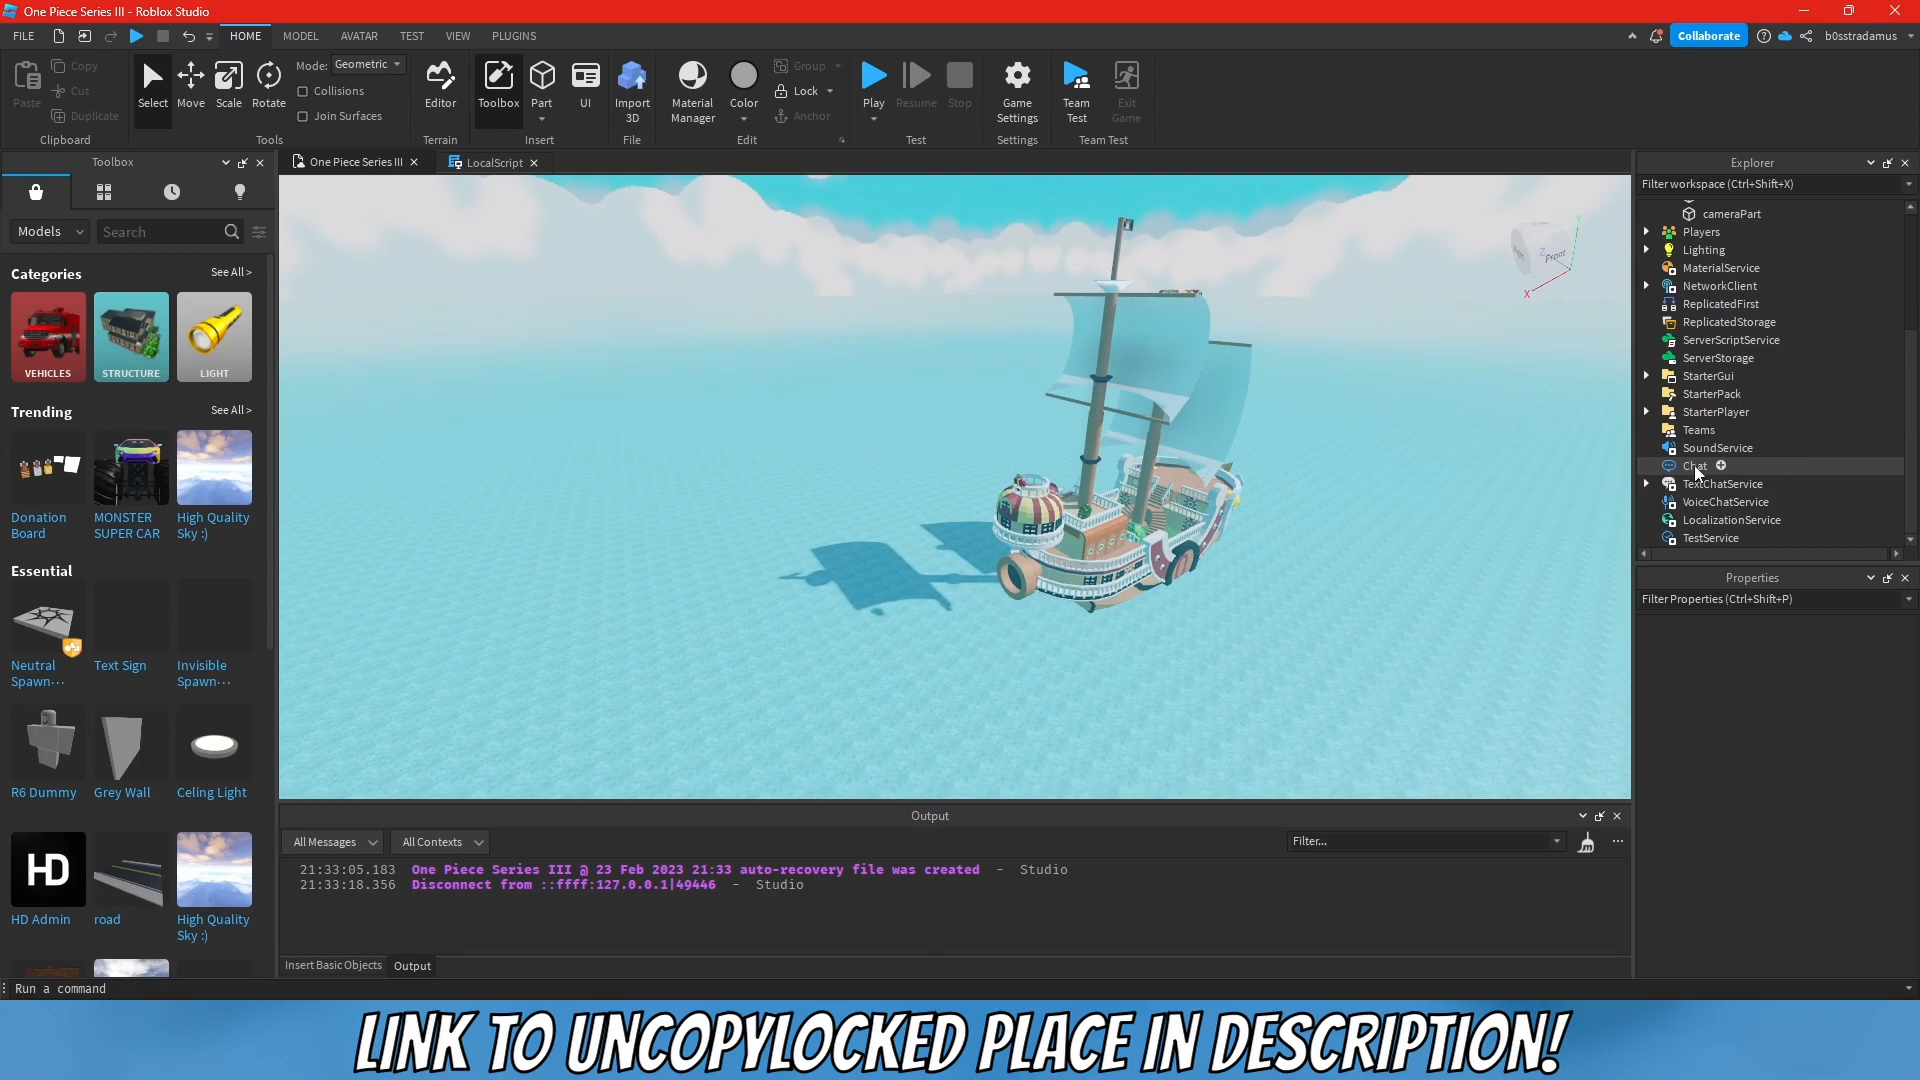 One Piece Series III - Roblox Studio
FILE
HOME
MODEL
AVATAR
TEST
VIEW
PLUGINS
Collaborate
b0sstradamus
Paste
Copy
Cut
Duplicate
Clipboard
Select
Move
Scale
Rotate
Mode: Geometric
Collisions
Join Surfaces
Tools
Editor
Terrain
Toolbox
Part
UI
Insert
Import
3D
File
Material
Manager
Color
Group
Lock
Anchor
Edit
Play
Resume
Stop
Test
Game
Settings
Settings
Team
Test
Exit
Game
Team Test
Toolbox
Models
Search
Categories
See All >
VEHICLES
STRUCTURE
LIGHT
Trending
See All >
Donation
Board
MONSTER
SUPER CAR
High Quality
Sky :)
Essential
Neutral
Spawn···
Text Sign
Invisible
Spawn···
R6 Dummy
Grey Wall
Celing Light
HD
HD Admin
road
High Quality
Sky :)
One Piece Series III
LocalScript
Front
X
Z
Output
All Messages
All Contexts
Filter...
21:33:05.183 One Piece Series III @ 23 Feb 2023 21:33 auto-recovery file was created - Studio
21:33:18.356 Disconnect from ::ffff:127.0.0.1|49446 - Studio
Insert Basic Objects
Output
Run a command
Explorer
Filter workspace (Ctrl+Shift+X)
cameraPart
Players
Lighting
MaterialService
NetworkClient
ReplicatedFirst
ReplicatedStorage
ServerScriptService
ServerStorage
StarterGui
StarterPack
StarterPlayer
Teams
SoundService
Chat
TextChatService
VoiceChatService
LocalizationService
TestService
Properties
Filter Properties (Ctrl+Shift+P)
LINK TO UNCOPYLOCKED PLACE IN DESCRIPTION!